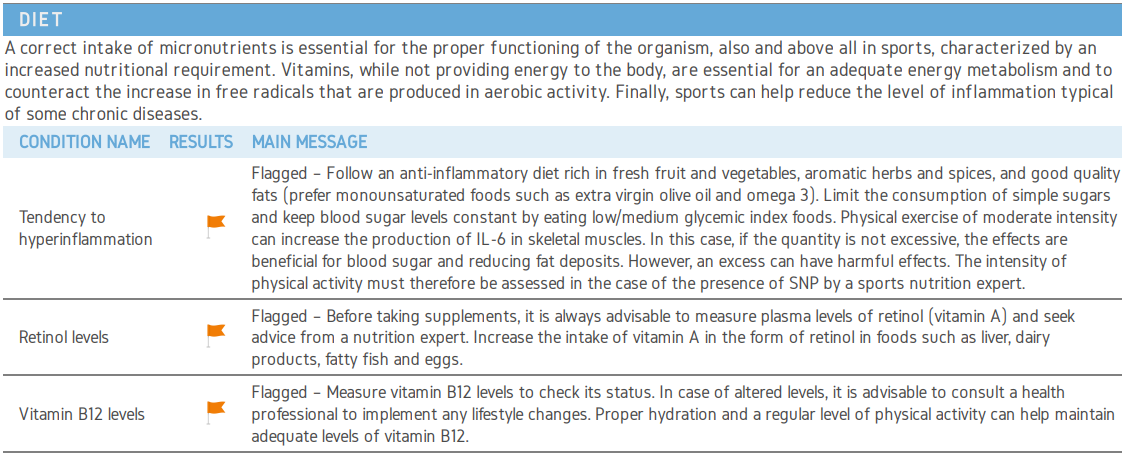 DIET
A correct intake of micronutrients is essential for the proper functioning of the organism, also and above all in sports, characterized by an
increased nutritional requirement. Vitamins, while not providing energy to the body, are essential for an adequate energy metabolism and to
counteract the increase in free radicals that are produced in aerobic activity. Finally, sports can help reduce the level of inflammation typical
of some chronic diseases.
CONDITION NAME RESULTS MAIN MESSAGE
Tendency to
hyperinflammation
Flagged – Follow an anti-inflammatory diet rich in fresh fruit and vegetables, aromatic herbs and spices, and good quality
fats (prefer monounsaturated foods such as extra virgin olive oil and omega 3). Limit the consumption of simple sugars
and keep blood sugar levels constant by eating low/medium glycemic index foods. Physical exercise of moderate intensity
can increase the production of IL-6 in skeletal muscles. In this case, if the quantity is not excessive, the effects are
beneficial for blood sugar and reducing fat deposits. However, an excess can have harmful effects. The intensity of
physical activity must therefore be assessed in the case of the presence of SNP by a sports nutrition expert.
Retinol levels
Flagged – Before taking supplements, it is always advisable to measure plasma levels of retinol (vitamin A) and seek
advice from a nutrition expert. Increase the intake of vitamin A in the form of retinol in foods such as liver, dairy
products, fatty fish and eggs.
Vitamin B12 levels
Flagged – Measure vitamin B12 levels to check its status. In case of altered levels, it is advisable to consult a health
professional to implement any lifestyle changes. Proper hydration and a regular level of physical activity can help maintain
adequate levels of vitamin B12.